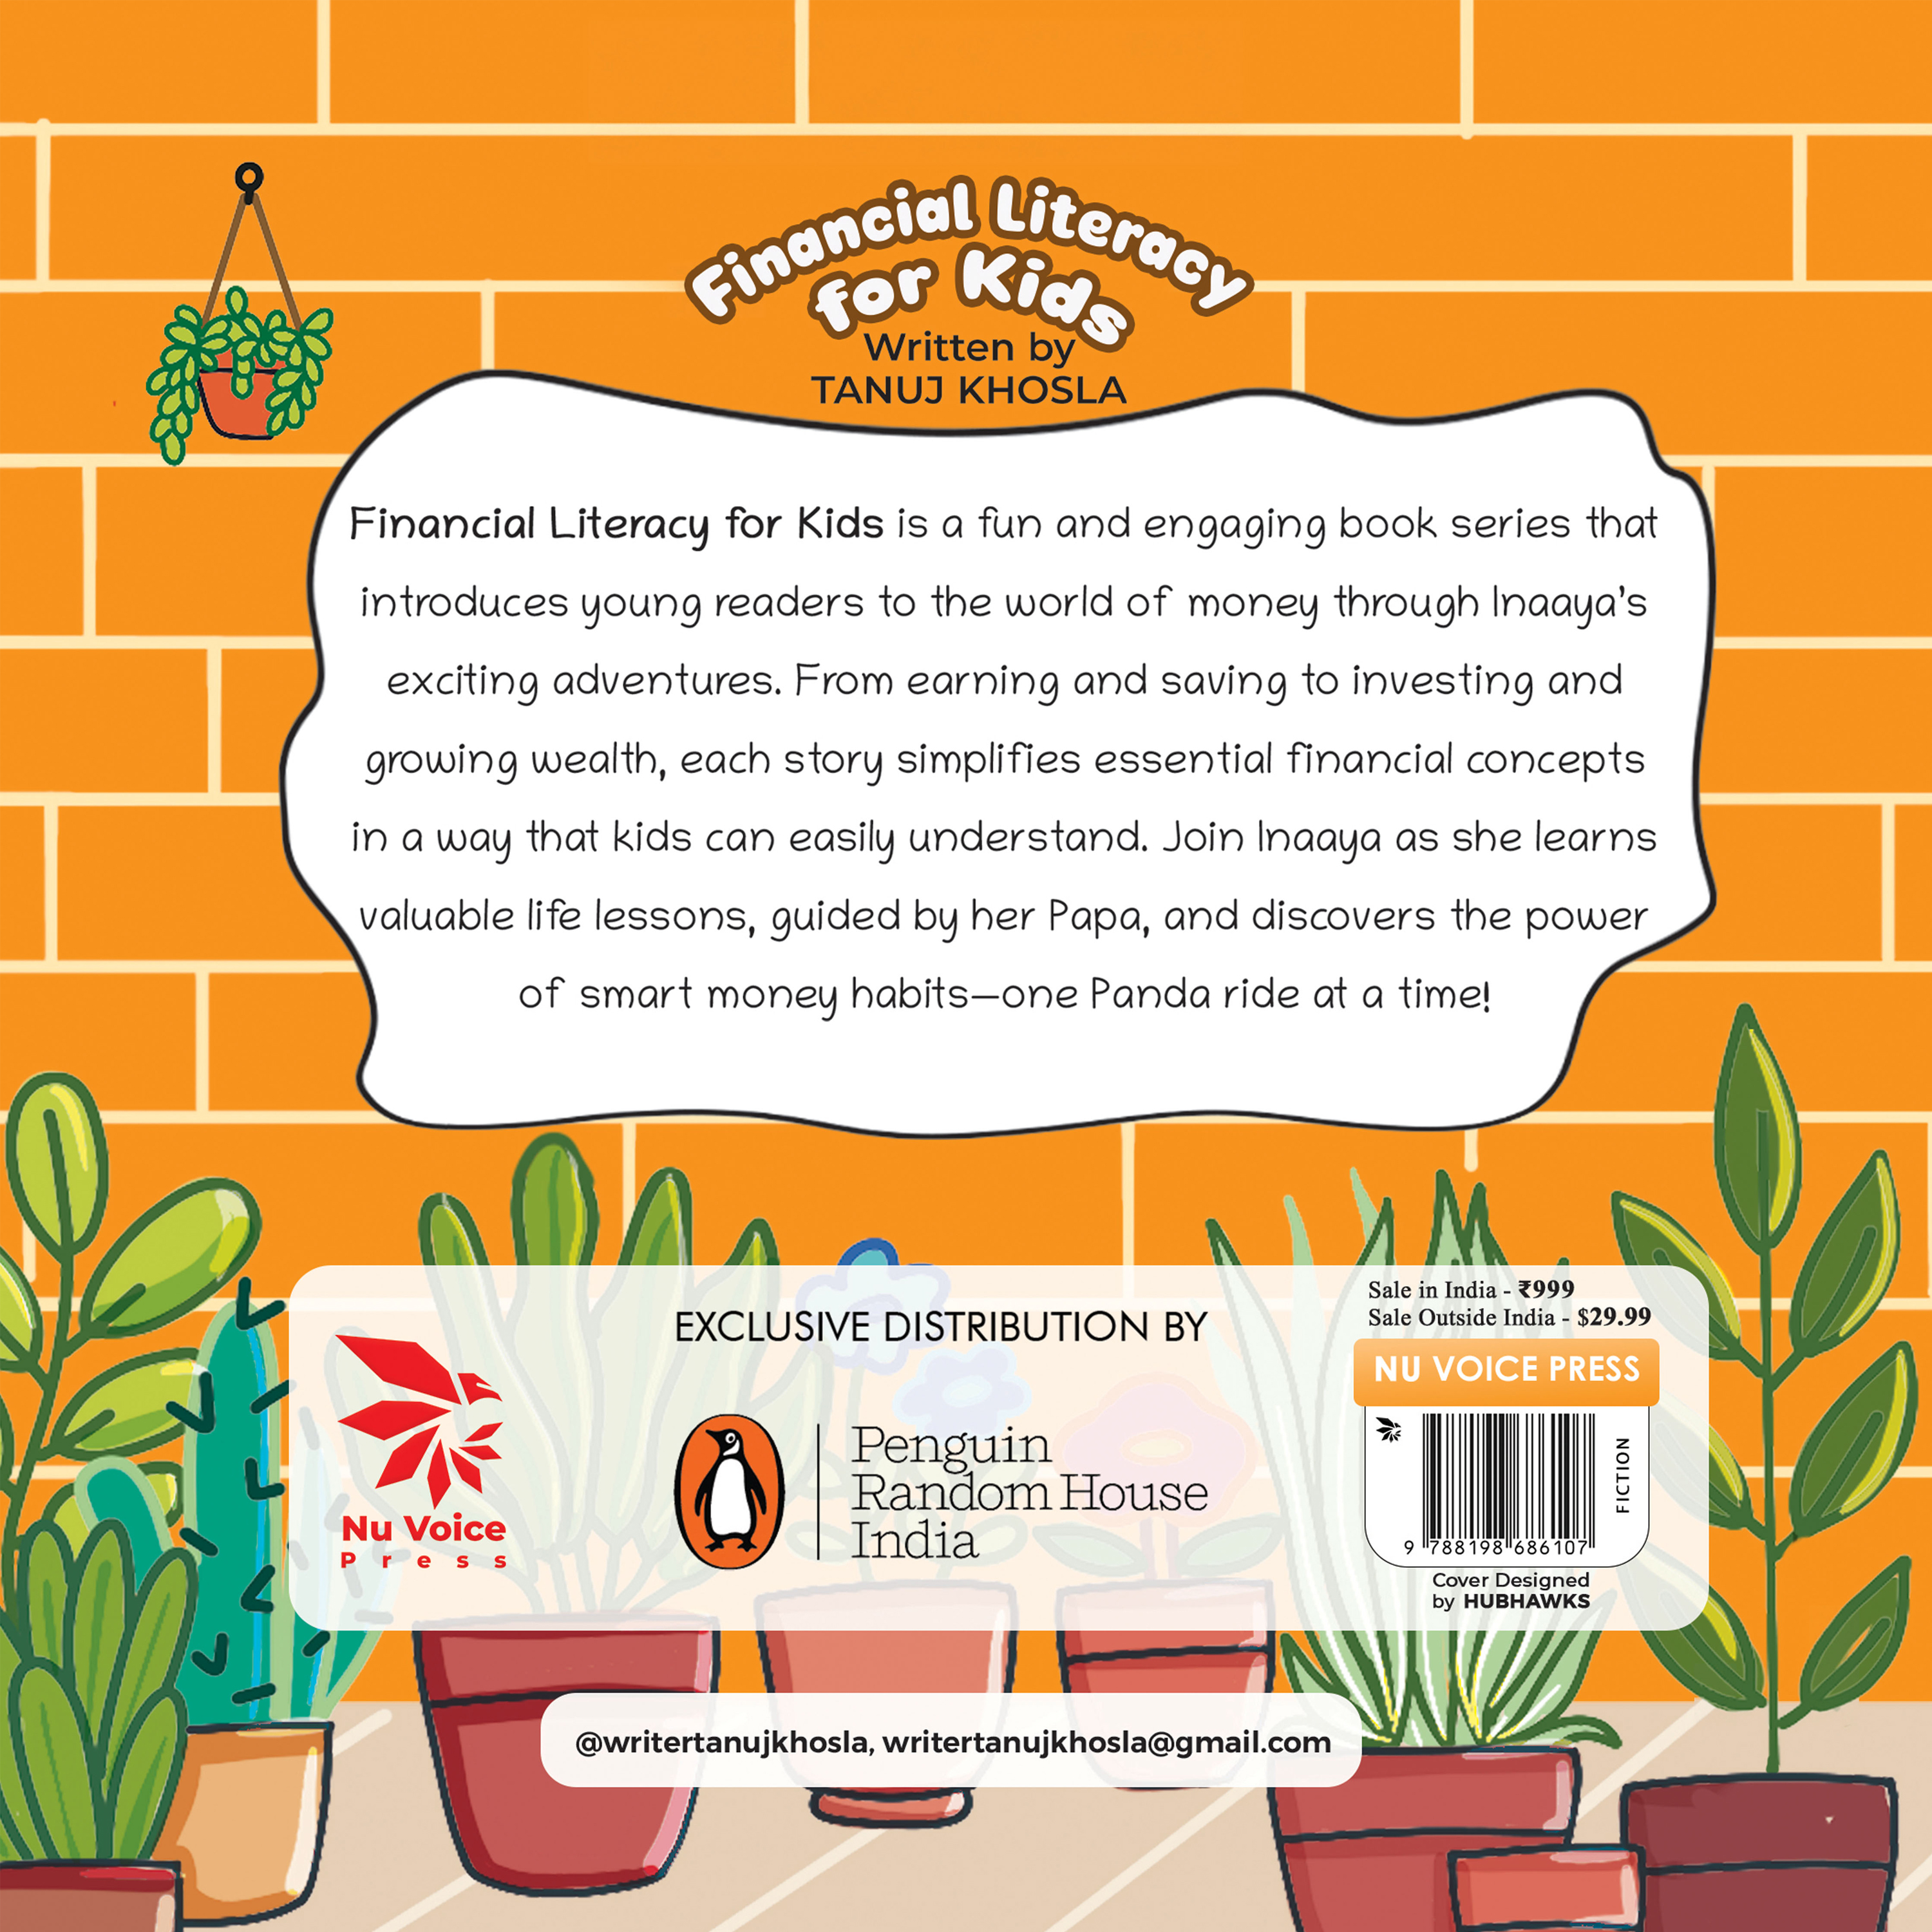 Financial Literacy
for Kids
Written by
TANUJ KHOSLA
Financial Literacy for Kids is a fun and engaging book series that
introduces young readers to the world of money through Inaaya's
exciting adventures. From earning and saving to investing and
growing wealth, each story simplifies essential financial concepts
in a way that kids can easily understand. Join Inaaya as she learns
valuable life lessons, guided by her Papa, and discovers the power
of smart money habits—one Panda ride at a time!
Nu Voice
Press
EXCLUSIVE DISTRIBUTION BY
Penguin
Random House
India
Sale in India - ₹999
Sale Outside India - $29.99
NU VOICE PRESS
FICTION
9 788198 686107
Cover Designed
by HUBHAWKS
@writertanujkhosla, writertanujkhosla@gmail.com